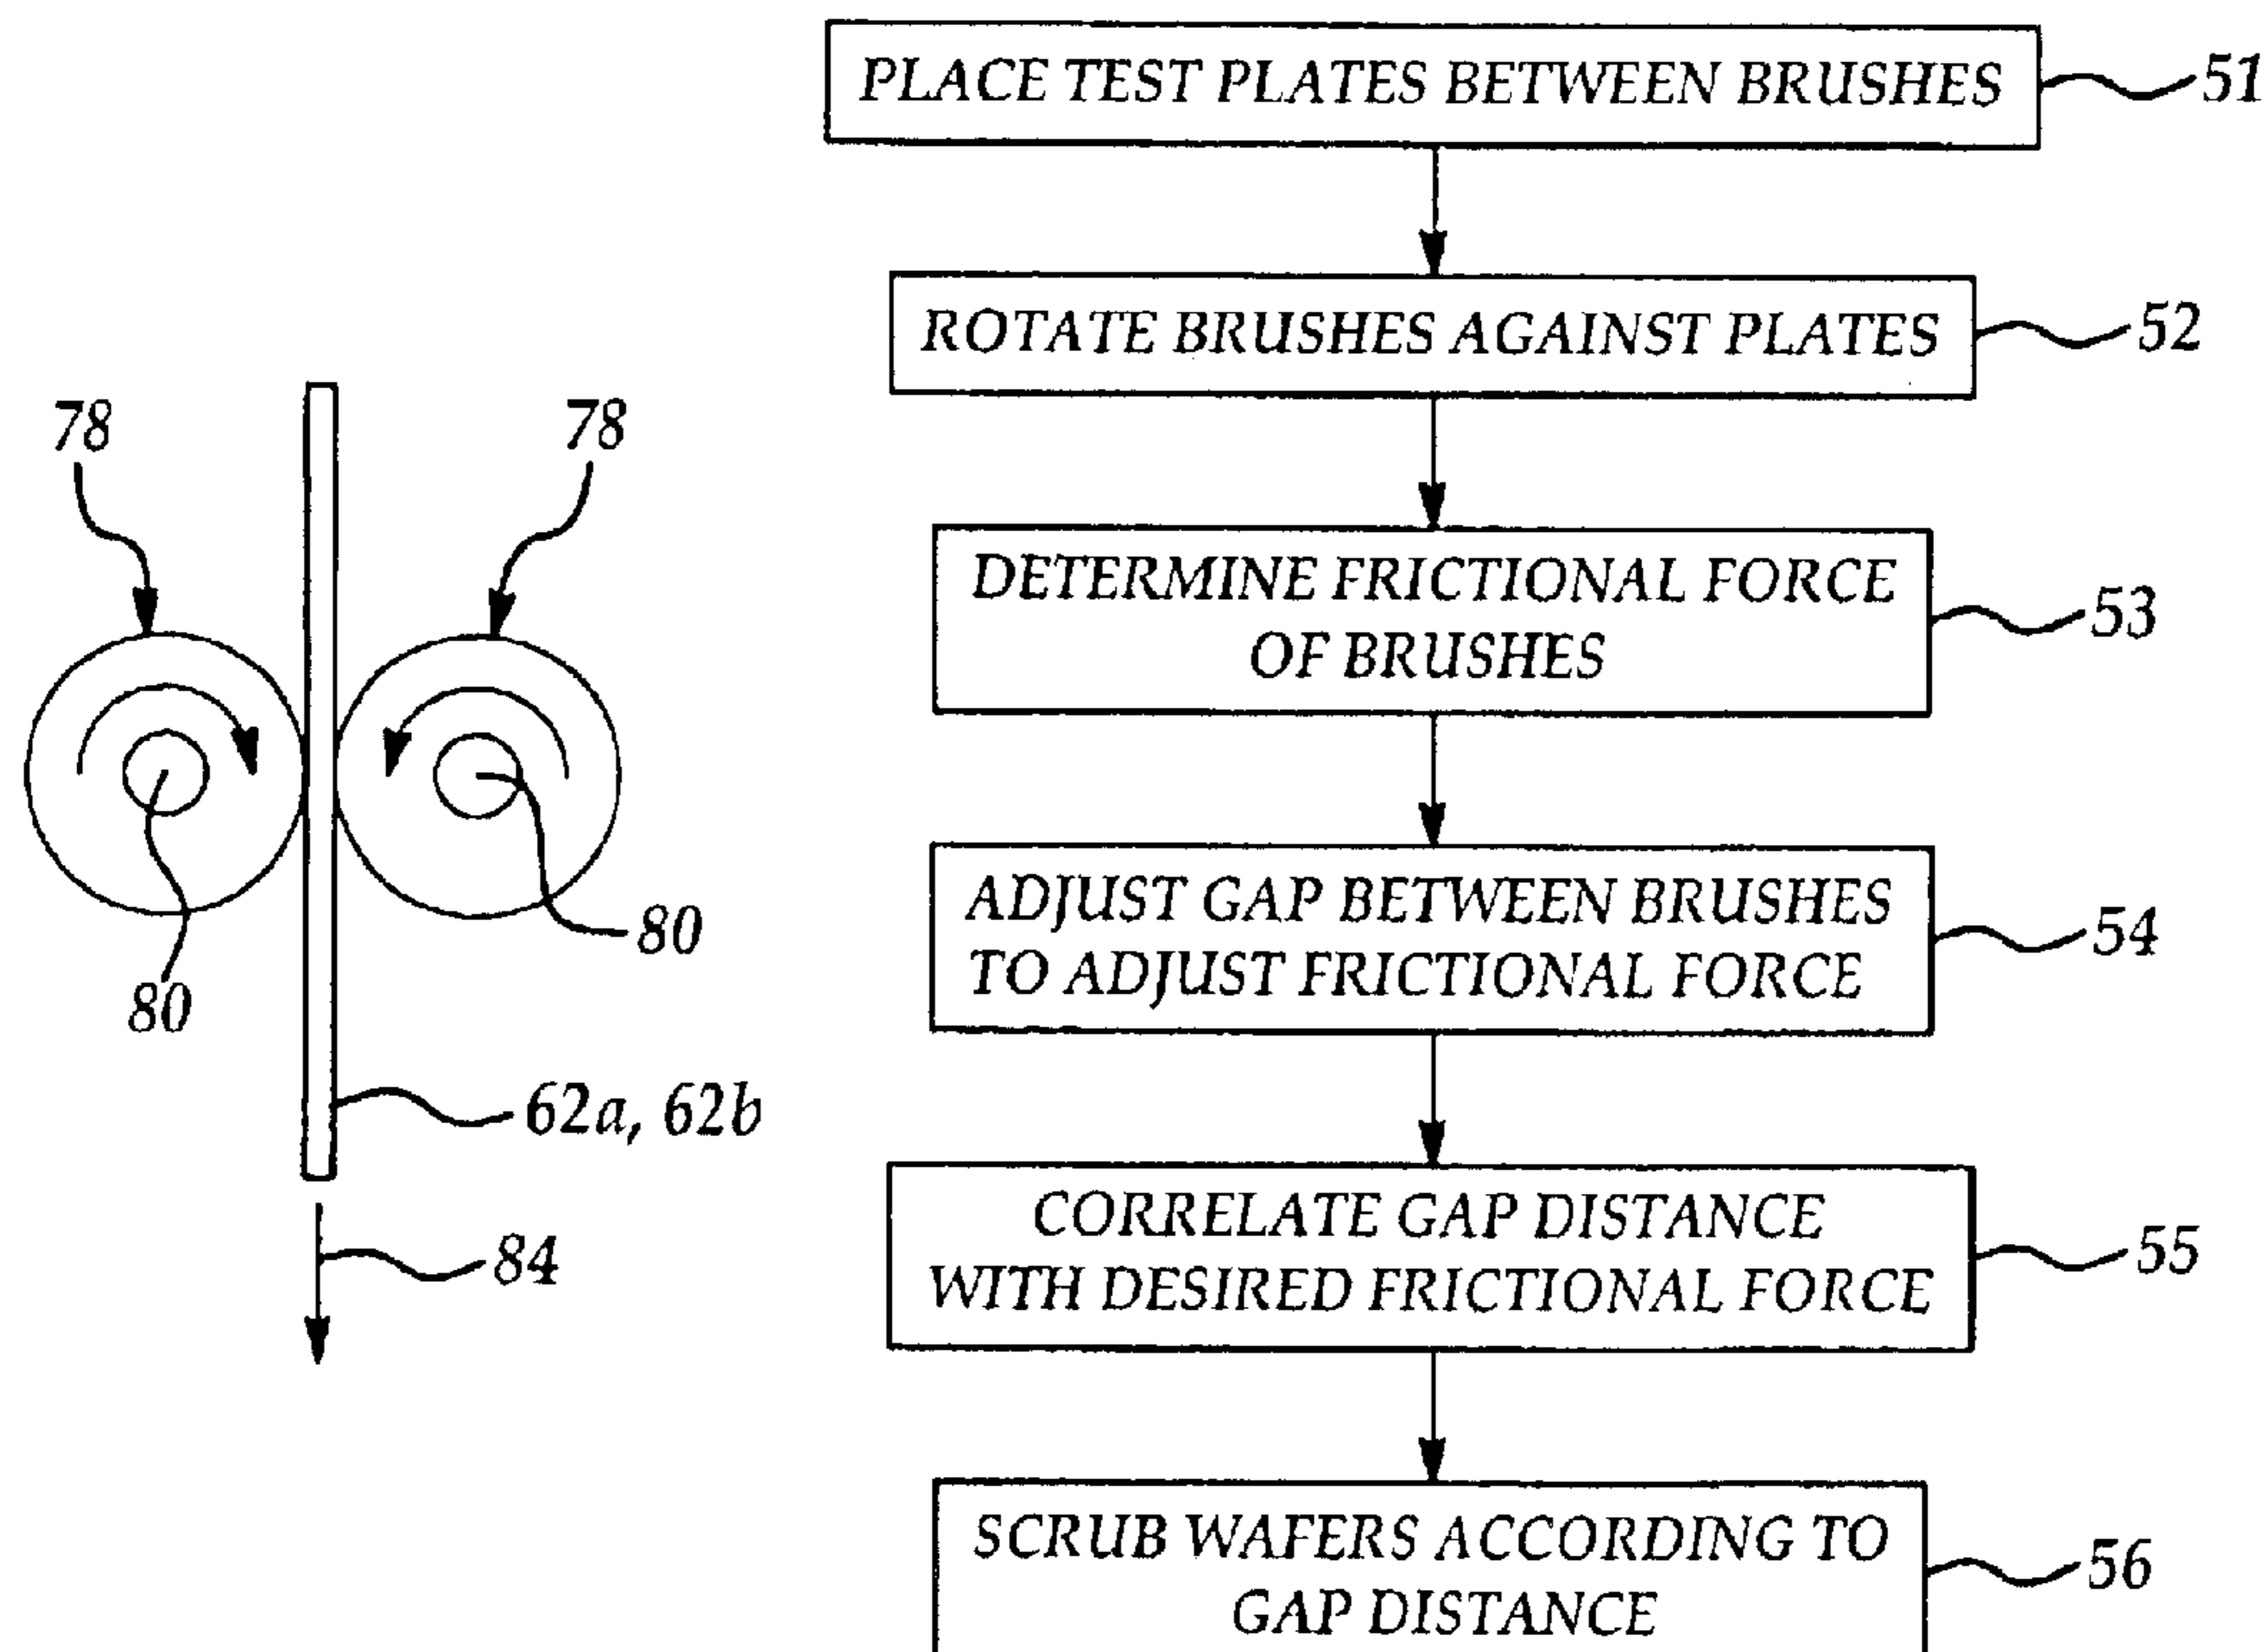 78
78
80
80
62a, 62b
84
PLACE TEST PLATES BETWEEN BRUSHES
51
ROTATE BRUSHES AGAINST PLATES
52
DETERMINE FRICTIONAL FORCE
OF BRUSHES
53
ADJUST GAP BETWEEN BRUSHES
TO ADJUST FRICTIONAL FORCE
54
CORRELATE GAP DISTANCE
WITH DESIRED FRICTIONAL FORCE
55
SCRUB WAFERS ACCORDING TO
GAP DISTANCE
56